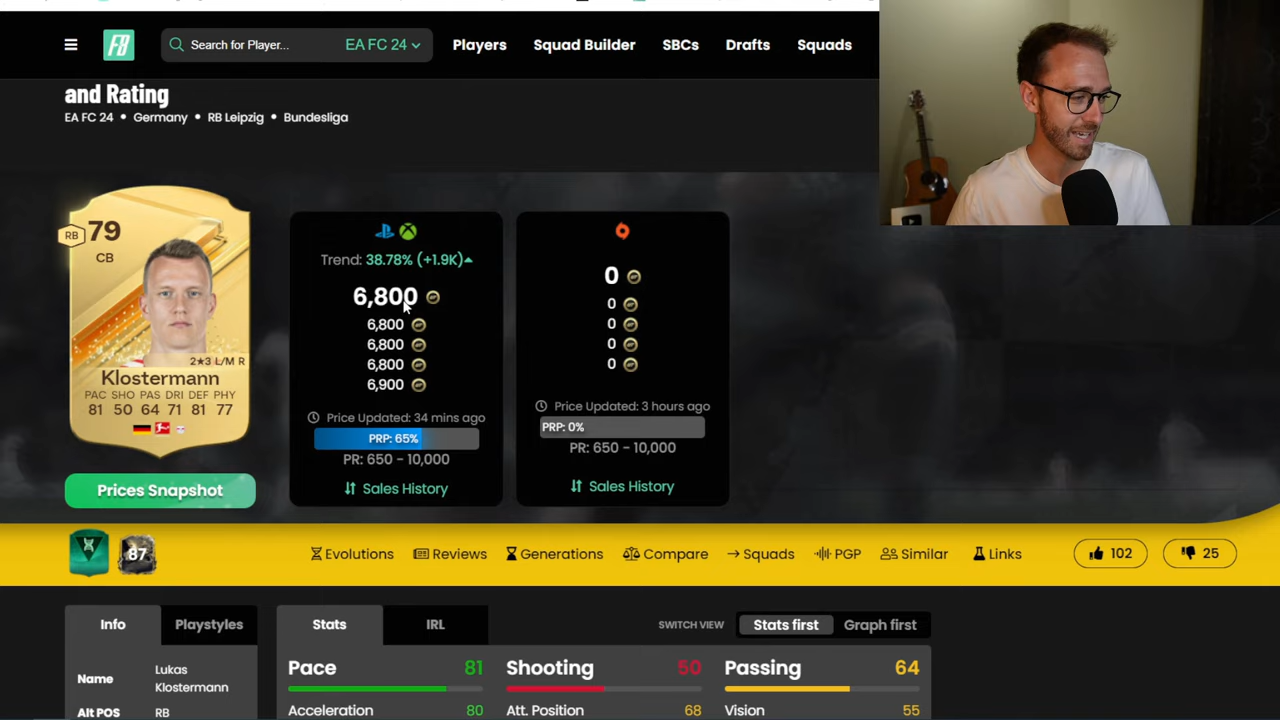 F8
Search for Player...
EA FC 24
Players
Squad Builder
SBCs
Drafts
Squads
and Rating
EA FC 24 • Germany • RB Leipzig • Bundesliga
RB
79
CB
2★3 L/M R
Klostermann
PAC SHO PAS DRI DEF PHY
81 50 64 71 81 77
Prices Snapshot
Trend: 38.78% (+1.9K)
6,800
6,800
6,800
6,800
6,900
Price Updated: 34 mins ago
PRP: 65%
PR: 650 - 10,000
Sales History
0
0
0
0
0
Price Updated: 3 hours ago
PRP: 0%
PR: 650 - 10,000
Sales History
87
Evolutions
Reviews
Generations
Compare
Squads
PGP
Similar
Links
102
25
Info
Playstyles
Name
Lukas
Klostermann
Alt POS
RB
Stats
IRL
SWITCH VIEW
Stats first
Graph first
Pace 81
Acceleration 80
Shooting 50
Att. Position 68
Passing 64
Vision 55